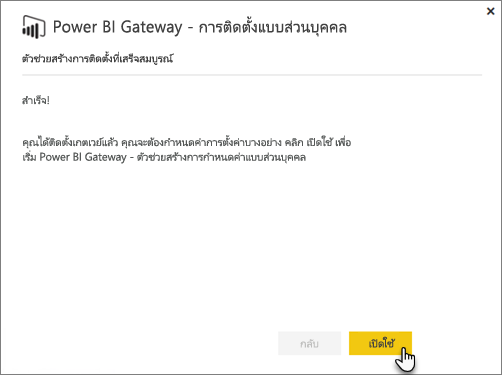 Power BI Gateway - การติดตั้งแบบส่วนบุคคล
ตัวช่วยสร้างการติดตั้งที่เสร็จสมบูรณ์
สำเร็จ!
คุณได้ติดตั้งเกตเวย์แล้ว คุณจะต้องกำหนดค่าการตั้งค่าบางอย่าง คลิก เปิดใช้ เพื่อ
เริ่ม Power BI Gateway - ตัวช่วยสร้างการกำหนดค่าแบบส่วนบุคคล
กลับ
เปิดใช้